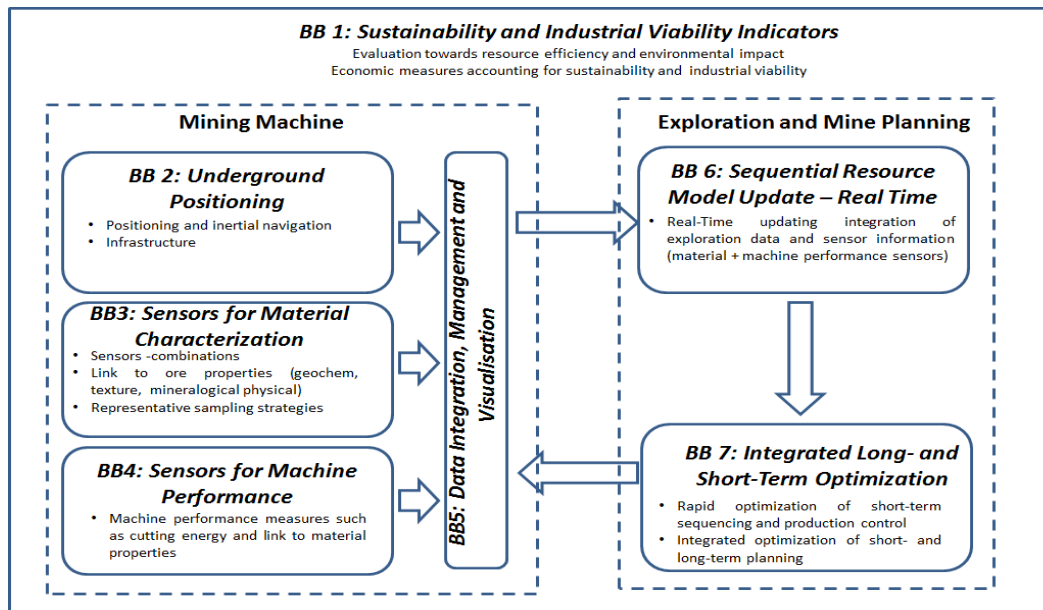 BB 1: Sustainability and Industrial Viability Indicators
Evaluation towards resource efficiency and environmental impact
Economic measures accounting for sustainability and industrial viability
Mining Machine
BB 2: Underground
Positioning
• Positioning and inertial navigation
• Infrastructure
BB3: Sensors for Material
Characterization
• Sensors -combinations
• Link to ore properties (geochem,
texture, mineralogical physical)
• Representative sampling strategies
BB4: Sensors for Machine
Performance
• Machine performance measures such
as cutting energy and link to material
properties
BB5: Data Integration, Management and
Visualisation
Exploration and Mine Planning
BB 6: Sequential Resource
Model Update – Real Time
• Real-Time updating integration of
exploration data and sensor information
(material + machine performance sensors)
BB 7: Integrated Long- and
Short-Term Optimization
• Rapid optimization of short-term
sequencing and production control
• Integrated optimization of short- and
long-term planning